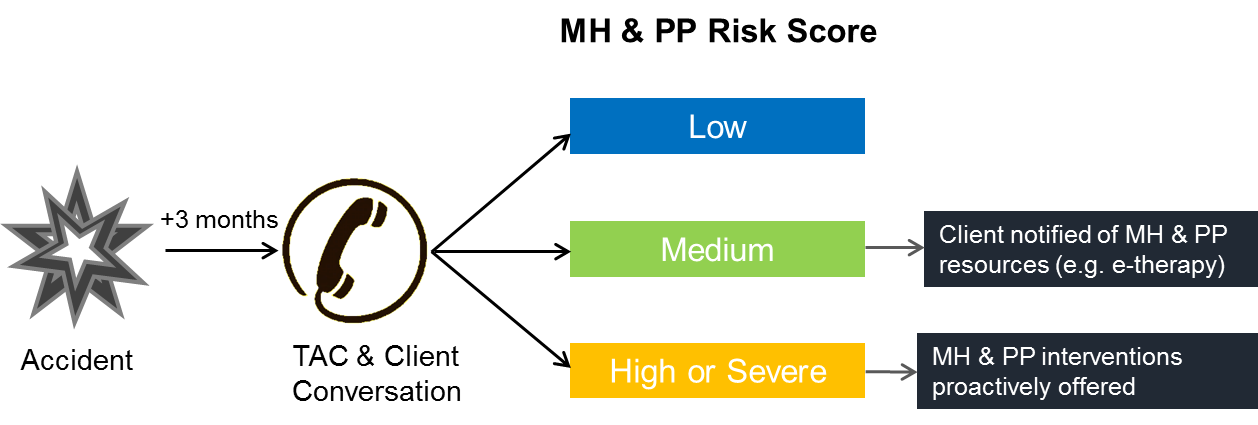 MH & PP Risk Score
Low
+3 months
Medium
Client notified of MH & PP
resources (e.g. e-therapy)
Accident
TAC & Client
Conversation
High or Severe
MH & PP interventions
proactively offered